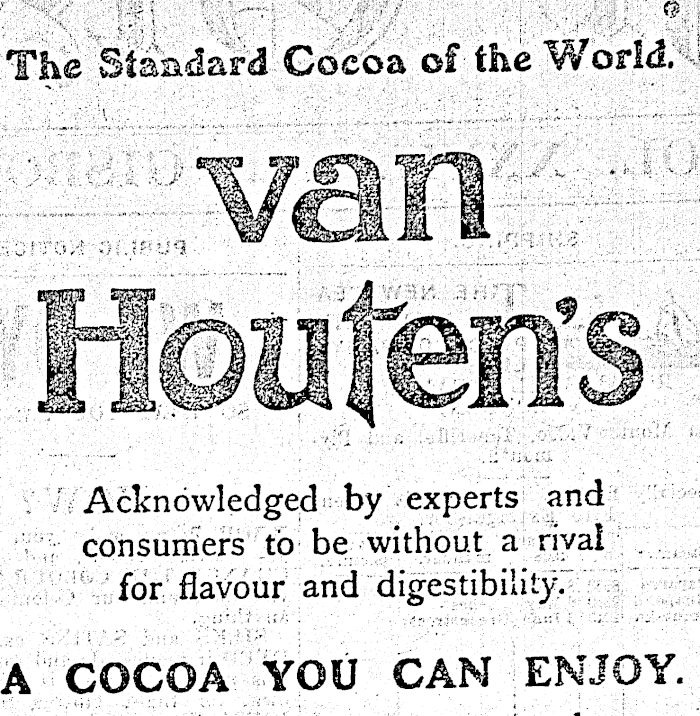 The Standard Cocoa of the World.
van
Houten's
Acknowledged by experts and
consumers to be without a rival
for flavour and digestibility.
A COCOA YOU CAN ENJOY.